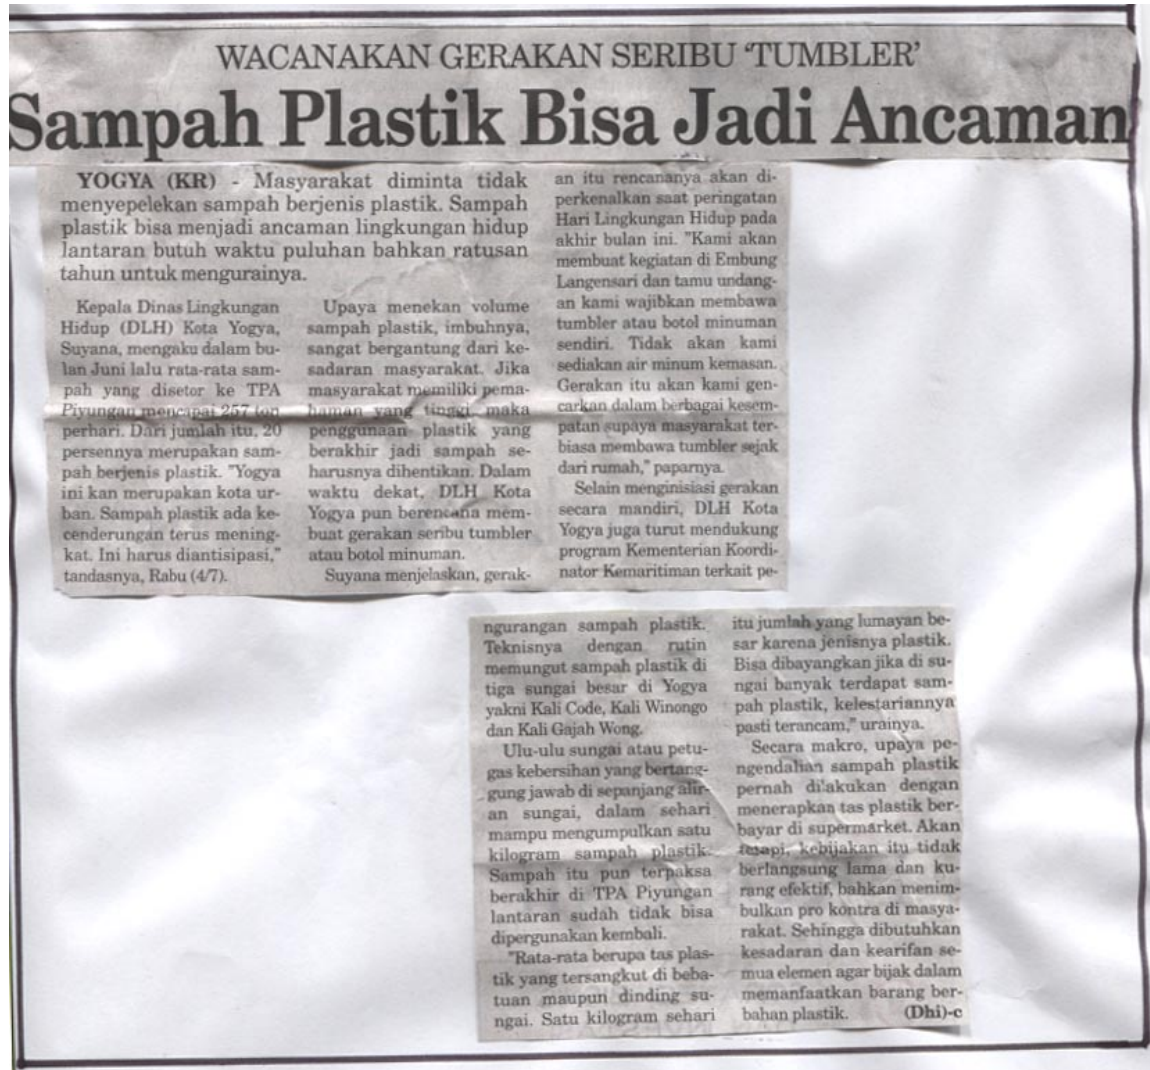 WACANAKAN GERAKAN SERIBU ‘TUMBLER’
Sampah Plastik Bisa Jadi Ancaman
YOGYA (KR) - Masyarakat diminta tidak
menyepelekan sampah berjenis plastik. Sampah
plastik bisa menjadi ancaman lingkungan hidup
lantaran butuh waktu puluhan bahkan ratusan
tahun untuk mengurainya.
Kepala Dinas Lingkungan
Hidup (DLH) Kota Yogya,
Suyana, mengaku dalam bu-
lan Juni lalu rata-rata sam-
pah yang disetor ke TPA
Piyungan mencapai 257 ton
perhari. Dari jumlah itu, 20
persennya merupakan sam-
pah berjenis plastik. "Yogya
ini kan merupakan kota ur-
ban. Sampah plastik ada ke-
cenderungan terus mening-
kat. Ini harus diantisipasi,"
tandasnya, Rabu (4/7).
Upaya menekan volume
sampah plastik, imbuhnya,
sangat bergantung dari ke-
sadaran masyarakat. Jika
masyarakat memiliki pema-
haman yang tinggi maka
penggunaan plastik yang
berakhir jadi sampah se-
harusnya dihentikan. Dalam
waktu dekat, DLH Kota
Yogya pun berencana mem-
buat gerakan seribu tumbler
atau botol minuman.
Suyana menjelaskan, gerak-
an itu rencananya akan di-
perkenalkan saat peringatan
Hari Lingkungan Hidup pada
akhir bulan ini. "Kami akan
membuat kegiatan di Embung
Langensari dan tamu undang-
an kami wajibkan membawa
tumbler atau botol minuman
sendiri. Tidak akan kami
sediakan air minum kemasan.
Gerakan itu akan kami gen-
carkan dalam berbagai kesem-
patan supaya masyarakat ter-
biasa membawa tumbler sejak
dari rumah," paparnya.
Selain menginisiasi gerakan
secara mandiri, DLH Kota
Yogya juga turut mendukung
program Kementerian Koordi-
nator Kemaritiman terkait pe-
ngurangan sampah plastik.
Teknisnya dengan rutin
memungut sampah plastik di
tiga sungai besar di Yogya
yakni Kali Code, Kali Winongo
dan Kali Gajah Wong.
Ulu-ulu sungai atau petu-
gas kebersihan yang bertang-
gung jawab di sepanjang alir-
an sungai, dalam sehari
mampu mengumpulkan satu
kilogram sampah plastik.
Sampah itu pun terpaksa
berakhir di TPA Piyungan
lantaran sudah tidak bisa
dipergunakan kembali.
"Rata-rata berupa tas plas-
tik yang tersangkut di beba-
tuan maupun dinding su-
ngai. Satu kilogram sehari
itu jumlah yang lumayan be-
sar karena jenisnya plastik.
Bisa dibayangkan jika di su-
ngai banyak terdapat sam-
pah plastik, kelestariannya
pasti terancam," urainya.
Secara makro, upaya pe-
ngendalian sampah plastik
pernah dilakukan dengan
menerapkan tas plastik ber-
bayar di supermarket. Akan
tetapi, kebijakan itu tidak
berlangsung lama dan ku-
rang efektif, bahkan menim-
bulkan pro kontra di masya-
rakat. Sehingga dibutuhkan
kesadaran dan kearifan se-
mua elemen agar bijak dalam
memanfaatkan barang ber-
bahan plastik. (Dhi)-c